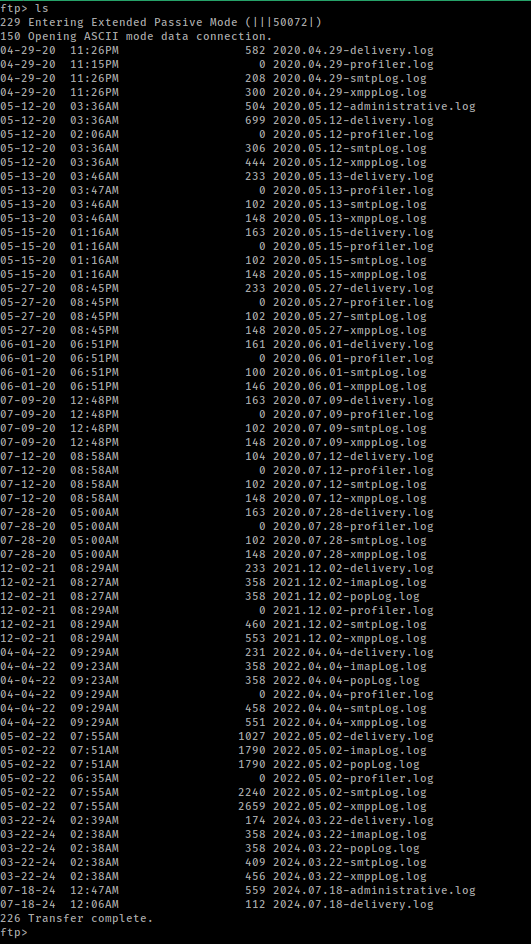 ftp> ls
229 Entering Extended Passive Mode (|||50072|)
150 Opening ASCII mode data connection.
04-29-20  11:26PM                  582 2020.04.29-delivery.log
04-29-20  11:15PM                    0 2020.04.29-profiler.log
04-29-20  11:26PM                  208 2020.04.29-smtpLog.log
04-29-20  11:26PM                  300 2020.04.29-xmppLog.log
05-12-20  03:36AM                  504 2020.05.12-administrative.log
05-12-20  03:36AM                  699 2020.05.12-delivery.log
05-12-20  02:06AM                    0 2020.05.12-profiler.log
05-12-20  03:36AM                  306 2020.05.12-smtpLog.log
05-12-20  03:36AM                  444 2020.05.12-xmppLog.log
05-13-20  03:46AM                  233 2020.05.13-delivery.log
05-13-20  03:47AM                    0 2020.05.13-profiler.log
05-13-20  03:46AM                  102 2020.05.13-smtpLog.log
05-13-20  03:46AM                  148 2020.05.13-xmppLog.log
05-15-20  01:16AM                  163 2020.05.15-delivery.log
05-15-20  01:16AM                    0 2020.05.15-profiler.log
05-15-20  01:16AM                  102 2020.05.15-smtpLog.log
05-15-20  01:16AM                  148 2020.05.15-xmppLog.log
05-27-20  08:45PM                  233 2020.05.27-delivery.log
05-27-20  08:45PM                    0 2020.05.27-profiler.log
05-27-20  08:45PM                  102 2020.05.27-smtpLog.log
05-27-20  08:45PM                  148 2020.05.27-xmppLog.log
06-01-20  06:51PM                  161 2020.06.01-delivery.log
06-01-20  06:51PM                    0 2020.06.01-profiler.log
06-01-20  06:51PM                  100 2020.06.01-smtpLog.log
06-01-20  06:51PM                  146 2020.06.01-xmppLog.log
07-09-20  12:48PM                  163 2020.07.09-delivery.log
07-09-20  12:48PM                    0 2020.07.09-profiler.log
07-09-20  12:48PM                  102 2020.07.09-smtpLog.log
07-09-20  12:48PM                  148 2020.07.09-xmppLog.log
07-12-20  08:58AM                  104 2020.07.12-delivery.log
07-12-20  08:58AM                    0 2020.07.12-profiler.log
07-12-20  08:58AM                  102 2020.07.12-smtpLog.log
07-12-20  08:58AM                  148 2020.07.12-xmppLog.log
07-28-20  05:00AM                  163 2020.07.28-delivery.log
07-28-20  05:00AM                    0 2020.07.28-profiler.log
07-28-20  05:00AM                  102 2020.07.28-smtpLog.log
07-28-20  05:00AM                  148 2020.07.28-xmppLog.log
12-02-21  08:29AM                  233 2021.12.02-delivery.log
12-02-21  08:27AM                  358 2021.12.02-imapLog.log
12-02-21  08:27AM                  358 2021.12.02-popLog.log
12-02-21  08:29AM                    0 2021.12.02-profiler.log
12-02-21  08:29AM                  460 2021.12.02-smtpLog.log
12-02-21  08:29AM                  553 2021.12.02-xmppLog.log
04-04-22  09:29AM                  231 2022.04.04-delivery.log
04-04-22  09:23AM                  358 2022.04.04-imapLog.log
04-04-22  09:23AM                  358 2022.04.04-popLog.log
04-04-22  09:29AM                    0 2022.04.04-profiler.log
04-04-22  09:29AM                  458 2022.04.04-smtpLog.log
04-04-22  09:29AM                  551 2022.04.04-xmppLog.log
05-02-22  07:55AM                 1027 2022.05.02-delivery.log
05-02-22  07:51AM                 1790 2022.05.02-imapLog.log
05-02-22  07:51AM                 1790 2022.05.02-popLog.log
05-02-22  06:35AM                    0 2022.05.02-profiler.log
05-02-22  07:55AM                 2240 2022.05.02-smtpLog.log
05-02-22  07:55AM                 2659 2022.05.02-xmppLog.log
03-22-24  02:39AM                  174 2024.03.22-delivery.log
03-22-24  02:38AM                  358 2024.03.22-imapLog.log
03-22-24  02:38AM                  358 2024.03.22-popLog.log
03-22-24  02:38AM                  409 2024.03.22-smtpLog.log
03-22-24  02:38AM                  456 2024.03.22-xmppLog.log
07-18-24  12:47AM                  559 2024.07.18-administrative.log
07-18-24  12:06AM                  112 2024.07.18-delivery.log
226 Transfer complete.
ftp>